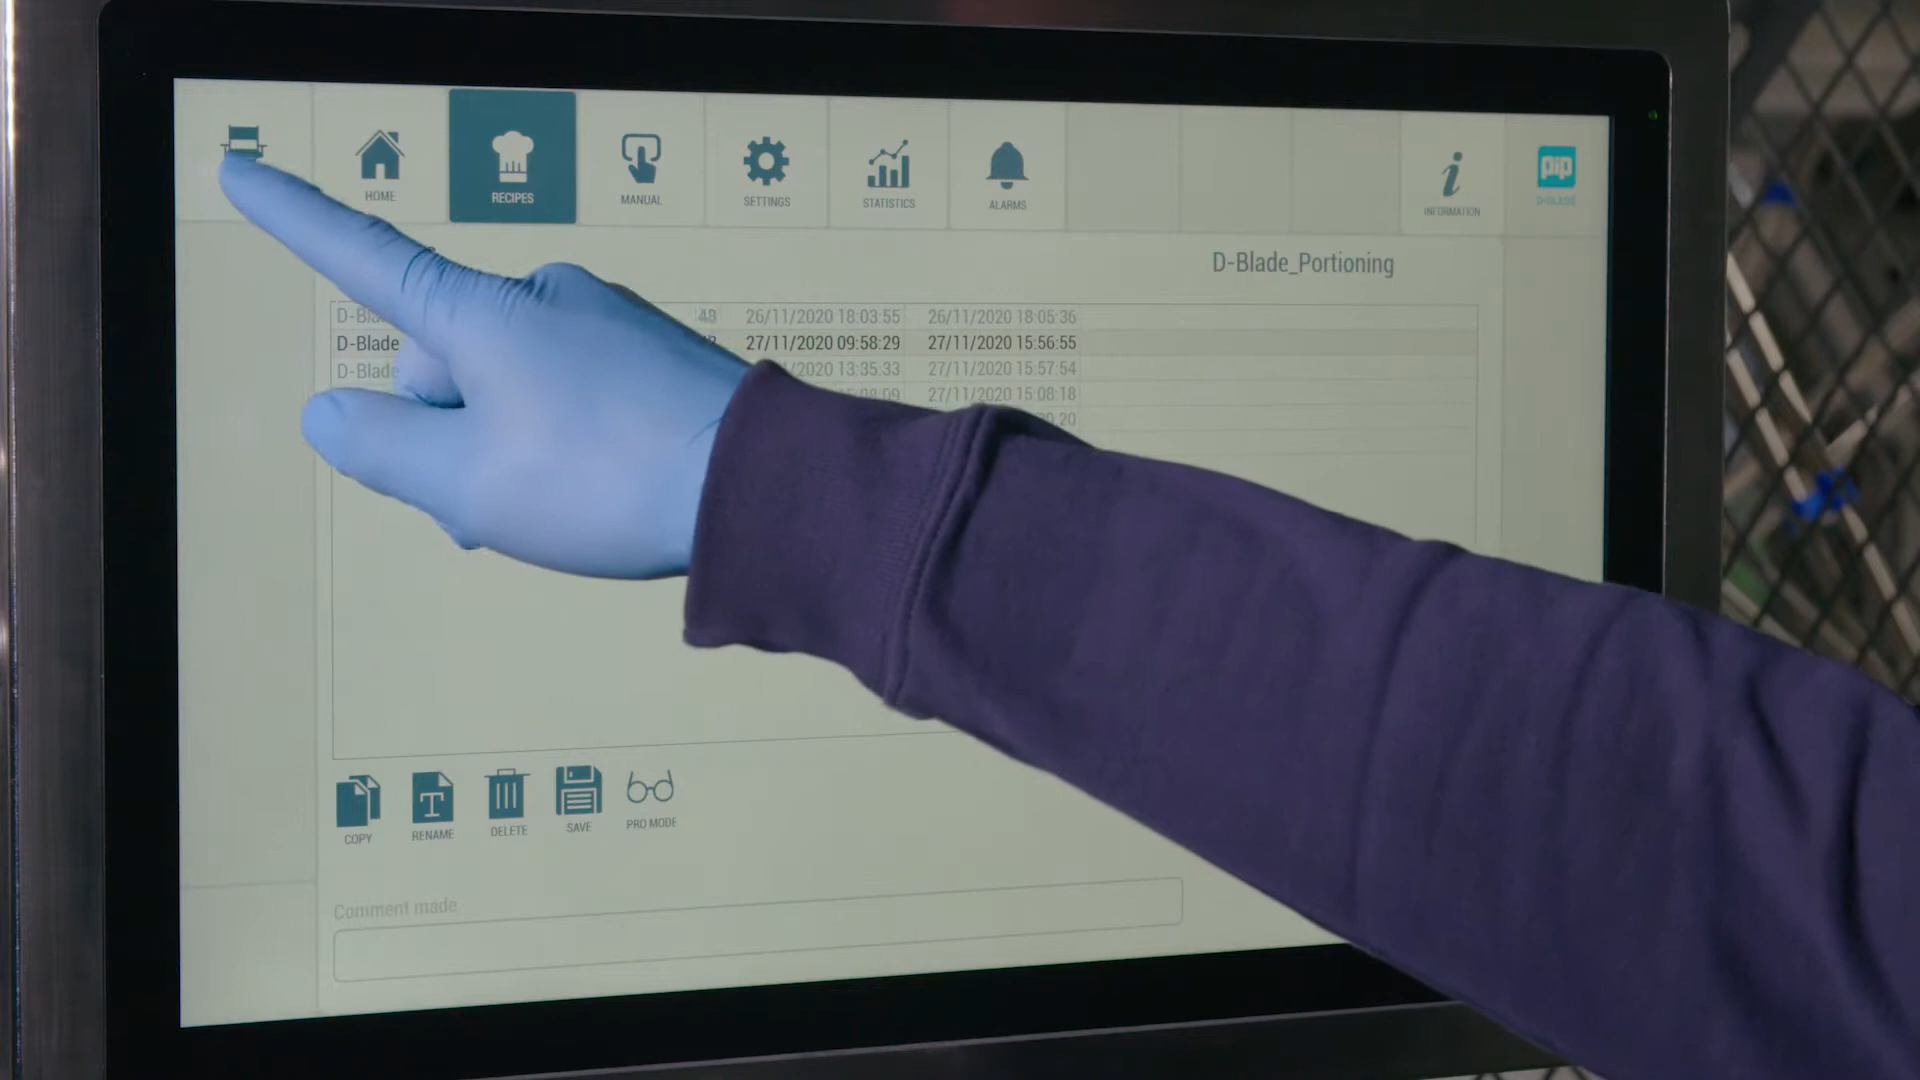 HOME
RECIPES
MANUAL
SETTINGS
STATISTICS
ALARMS
INFORMATION
pip
D-BLADE
D-Blade_Portioning
48 26/11/2020 18:03:55 26/11/2020 18:05:36
D-Blade 27/11/2020 09:58:29 27/11/2020 15:56:55
D-Blade /11/2020 13:35:33 27/11/2020 15:57:54
27/11/2020 15:08:18
COPY
RENAME
DELETE
SAVE
PRO MODE
Comment made